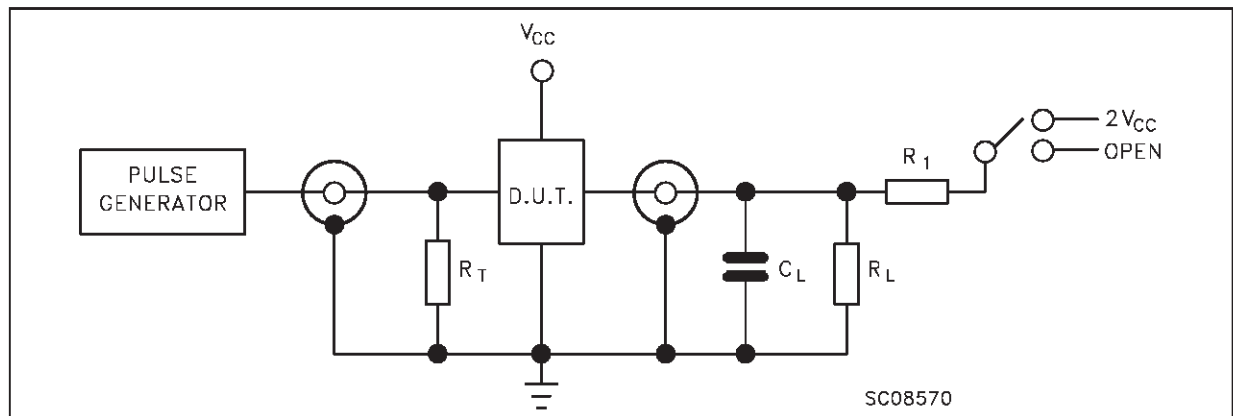 VCC
2VCC
OPEN
R1
PULSE
GENERATOR
D.U.T.
RT
CL
RL
SC08570